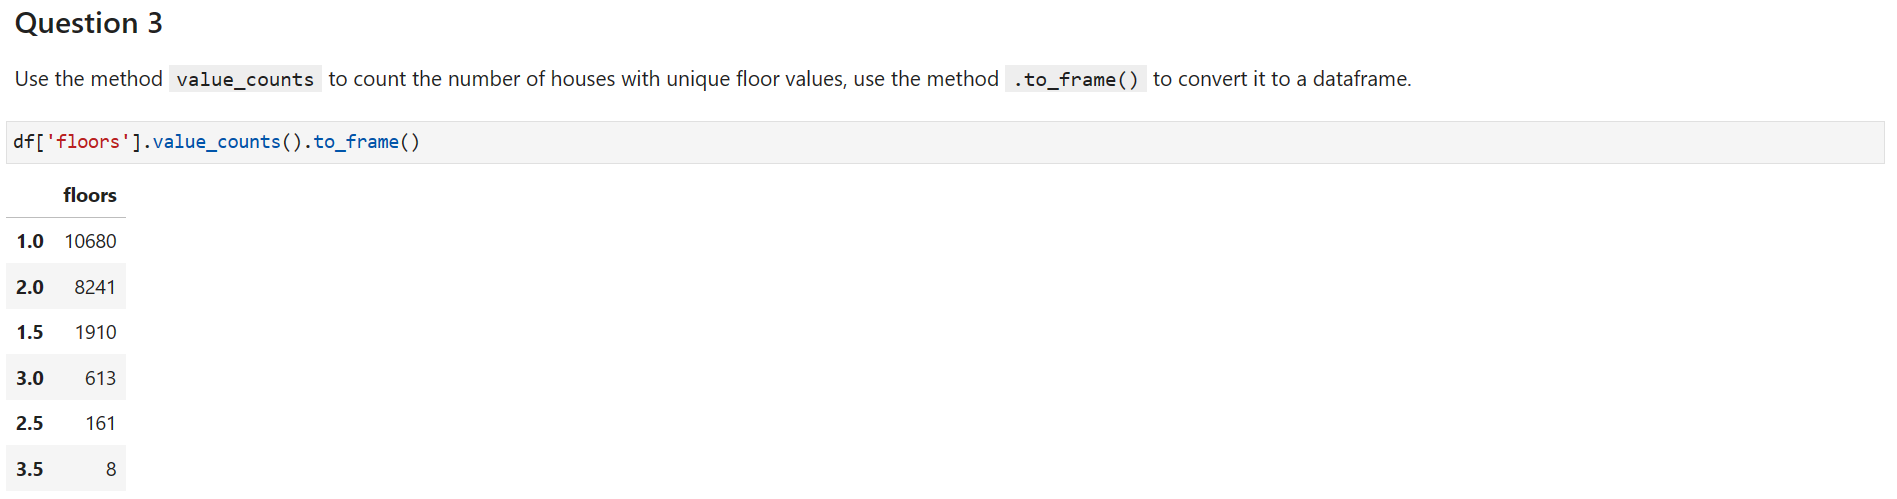 Question 3
Use the method value_counts to count the number of houses with unique floor values, use the method .to_frame() to convert it to a dataframe.
df['floors'].value_counts().to_frame()
floors
1.0 10680
2.0 8241
1.5 1910
3.0 613
2.5 161
3.5 8